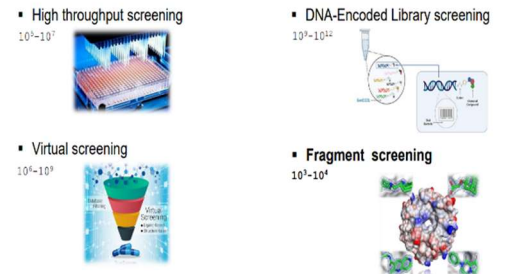 ▪ High throughput screening
10⁵-10⁷
▪ DNA-Encoded Library screening
10⁹-10¹²
▪ Virtual screening
10⁶-10⁹
Virtual
Screening
▪ Fragment screening
10³-10⁴